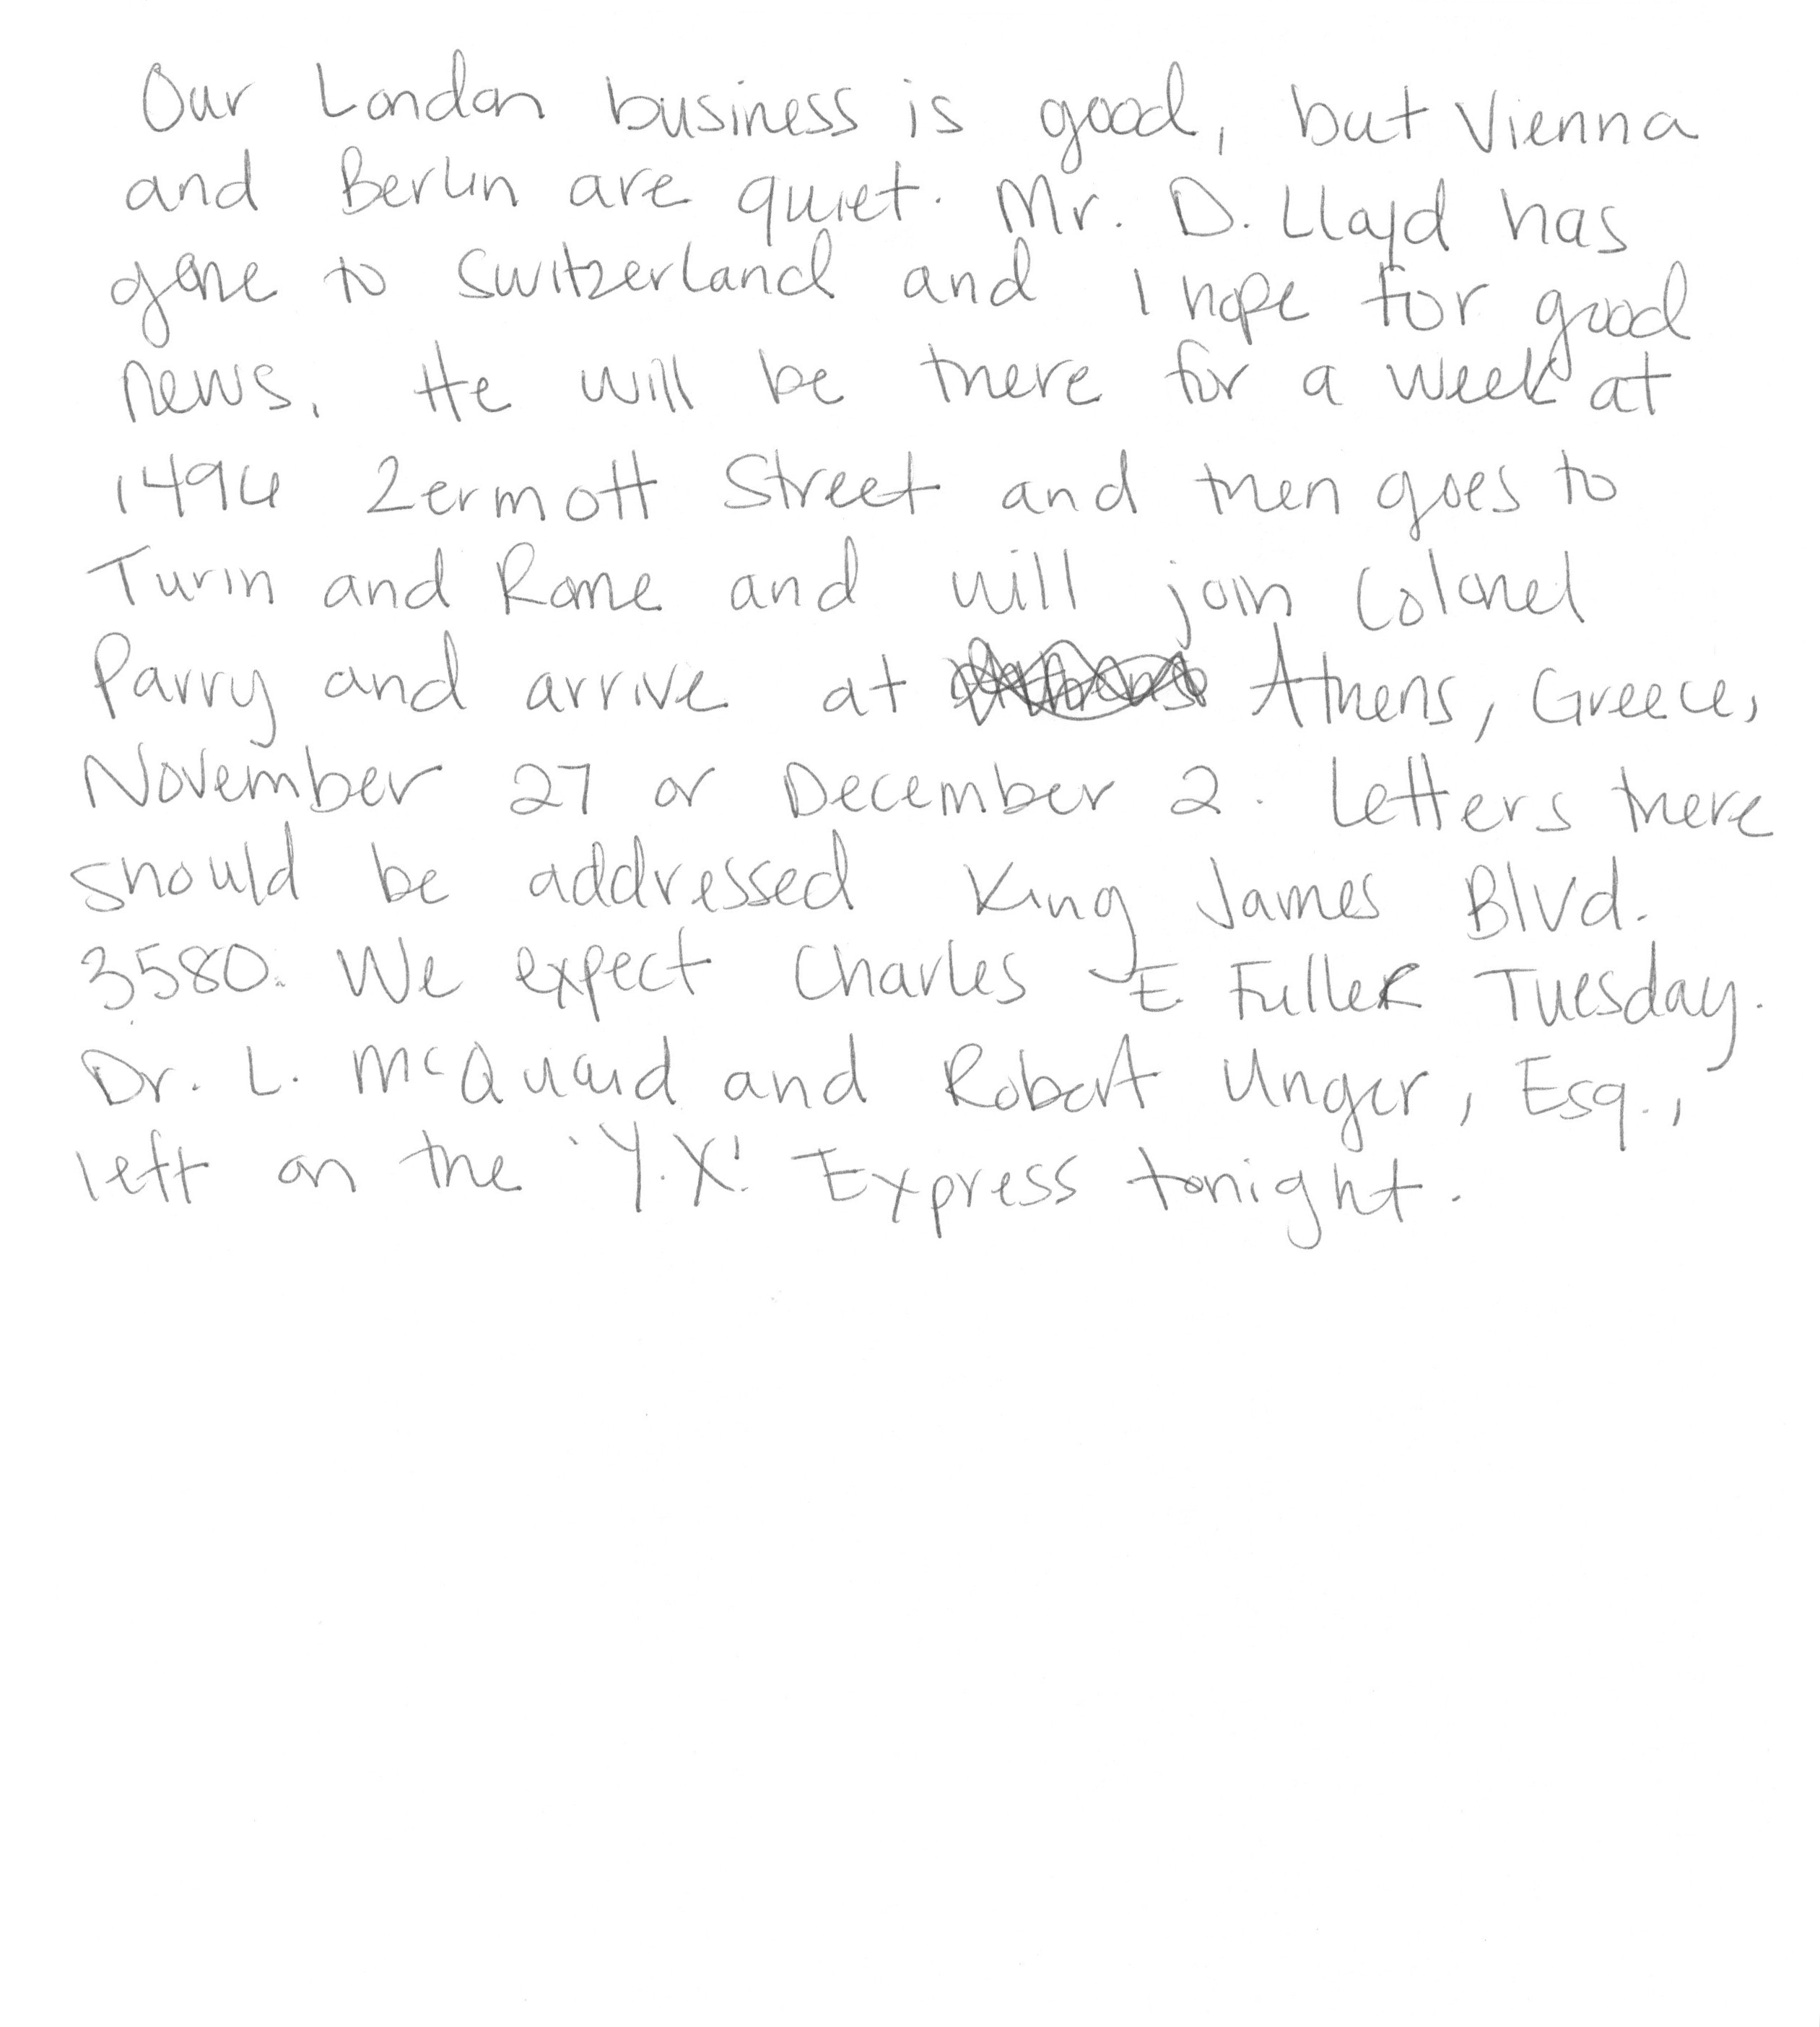 Our London business is good, but Vienna
and Berlin are quiet. Mr. D. Lloyd has
gone to Switzerland and I hope for good
news. He will be there for a week at
1496 Zermott Street and then goes to
Turin and Rome and will join Colonel
Parry and arrive at Athens, Greece,
November 27 or December 2. Letters there
should be addressed King James Blvd.
3580. We expect Charles E. Fuller Tuesday.
Dr. L. McQuaid and Robert Unger, Esq.,
left on the 'Y.X.' Express tonight.